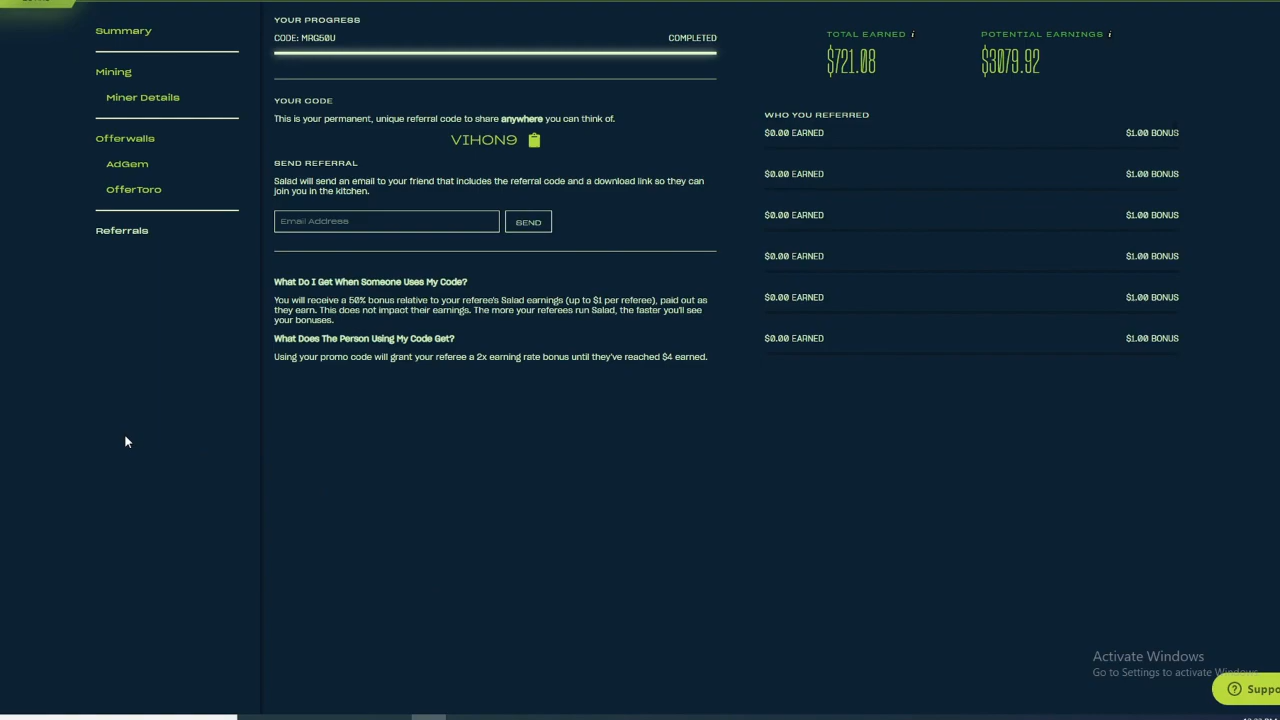 Summary
Mining
Miner Details
Offerwalls
AdGem
OfferToro
Referrals
YOUR PROGRESS
CODE: MRG50U COMPLETED
YOUR CODE
This is your permanent, unique referral code to share anywhere you can think of.
VIHON9
SEND REFERRAL
Salad will send an email to your friend that includes the referral code and a download link so they can
join you in the kitchen.
Email Address SEND
What Do I Get When Someone Uses My Code?
You will receive a 50% bonus relative to your referee's Salad earnings (up to $1 per referee), paid out as
they earn. This does not impact their earnings. The more your referees run Salad, the faster you'll see
your bonuses.
What Does The Person Using My Code Get?
Using your promo code will grant your referee a 2x earning rate bonus until they've reached $4 earned.
TOTAL EARNED i POTENTIAL EARNINGS i
$721.08 $3079.92
WHO YOU REFERRED
$0.00 EARNED $1.00 BONUS
$0.00 EARNED $1.00 BONUS
$0.00 EARNED $1.00 BONUS
$0.00 EARNED $1.00 BONUS
$0.00 EARNED $1.00 BONUS
$0.00 EARNED $1.00 BONUS
Activate Windows
Go to Settings to activate Windows.
Suppo